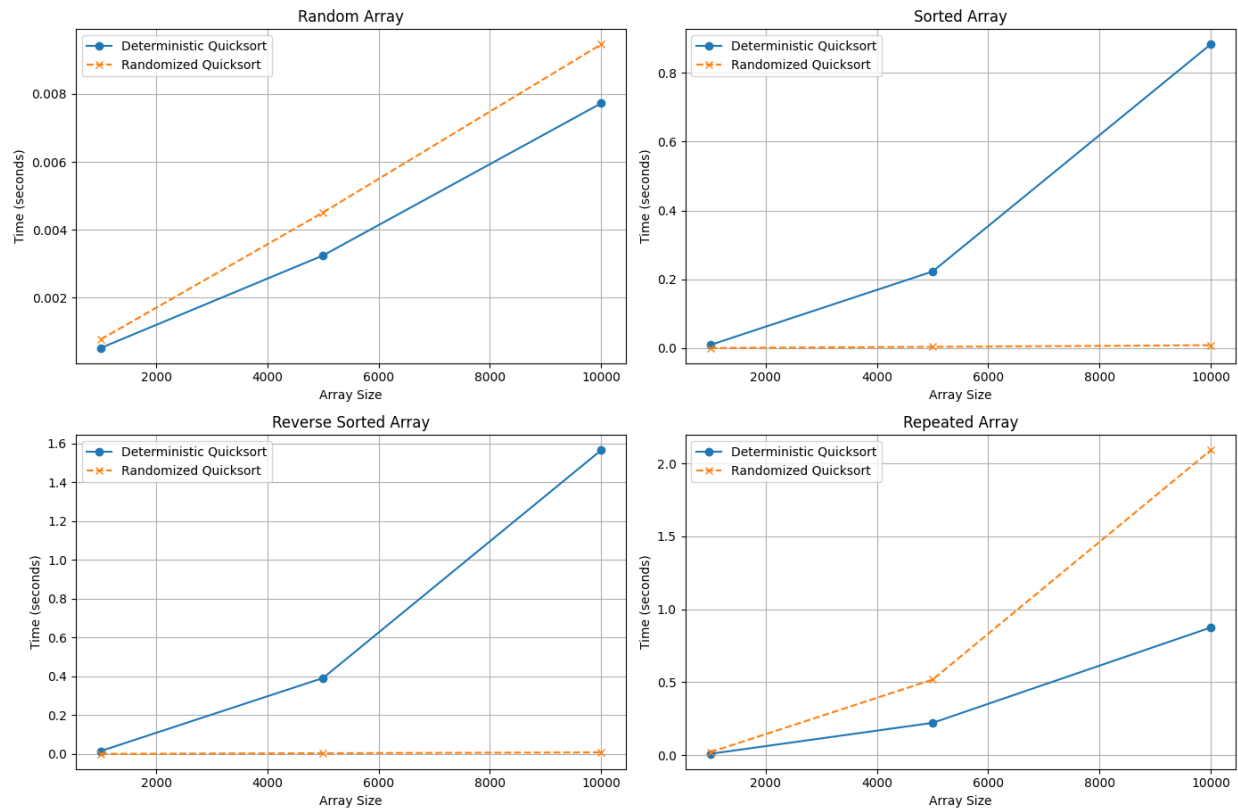 Random Array
Deterministic Quicksort
Randomized Quicksort
0.008
0.006
0.004
0.002
Time (seconds)
2000 4000 6000 8000 10000
Array Size
Sorted Array
Deterministic Quicksort
Randomized Quicksort
0.8
0.6
0.4
0.2
0.0
Time (seconds)
2000 4000 6000 8000 10000
Array Size
Reverse Sorted Array
Deterministic Quicksort
Randomized Quicksort
1.6
1.4
1.2
1.0
0.8
0.6
0.4
0.2
0.0
Time (seconds)
2000 4000 6000 8000 10000
Array Size
Repeated Array
Deterministic Quicksort
Randomized Quicksort
2.0
1.5
1.0
0.5
0.0
Time (seconds)
2000 4000 6000 8000 10000
Array Size